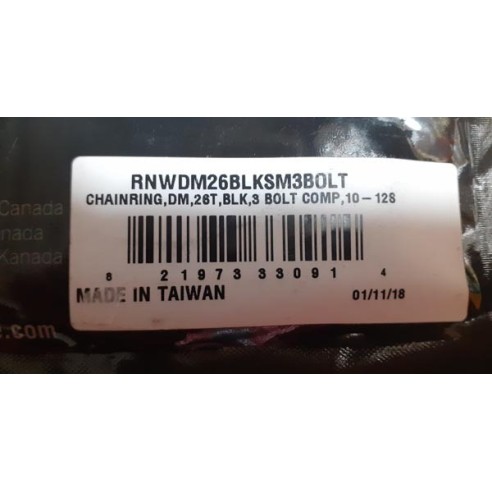 RNWDM26BLKSM3BOLT
CHAINRING,DM,26T,BLK,3 BOLT COMP,10-12S
8 21973 33091 4
MADE IN TAIWAN 01/11/18
Canada
Kanada
.com